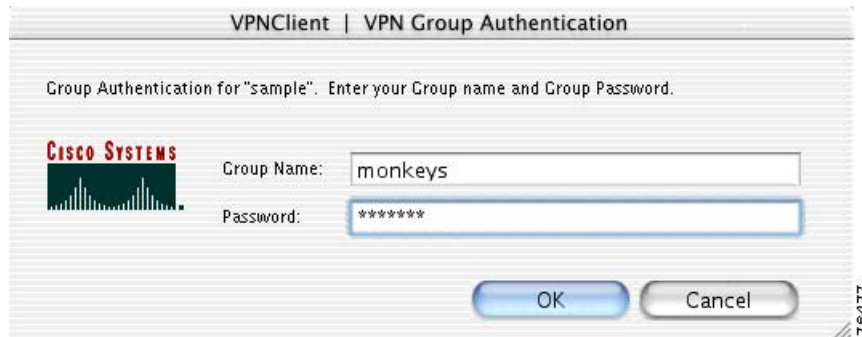 VPNClient | VPN Group Authentication
Group Authentication for "sample". Enter your Group name and Group Password.
CISCO SYSTEMS
Group Name: monkeys
Password: *******
OK Cancel
78477